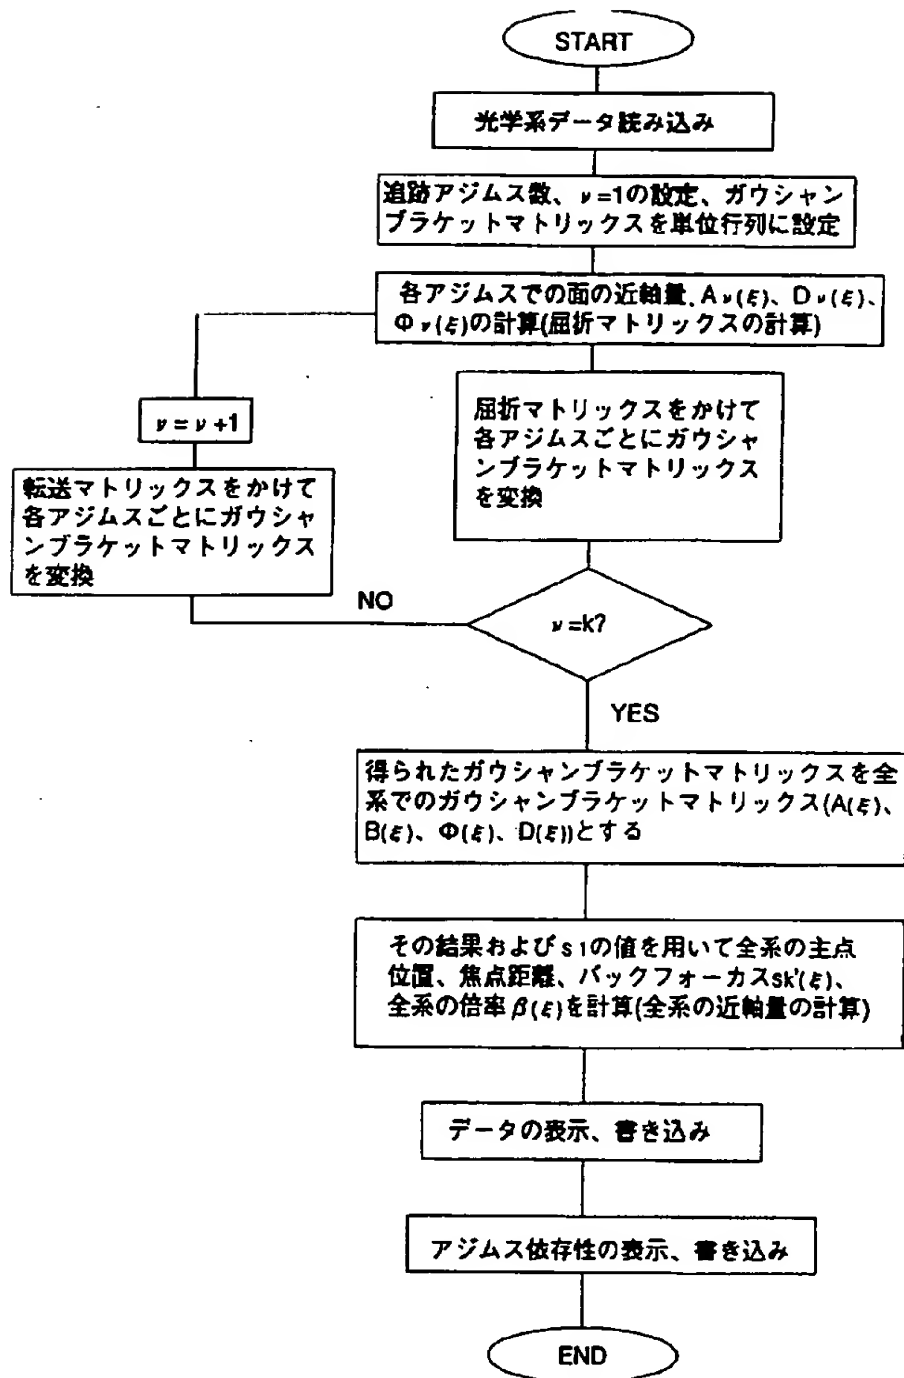 START
光学系データ読み込み
追跡アジムス数、ν=1の設定、ガウシャン
ブラケットマトリックスを単位行列に設定
各アジムスでの面の近軸量、Aν(ξ)、Dν(ξ)、
Φν(ξ)の計算(屈折マトリックスの計算)
屈折マトリックスをかけて
各アジムスごとにガウシャ
ンブラケットマトリックス
を変換
ν=ν+1
転送マトリックスをかけて
各アジムスごとにガウシャ
ンブラケットマトリックス
を変換
NO
ν=k?
YES
得られたガウシャンブラケットマトリックスを全
系でのガウシャンブラケットマトリックス(A(ξ)、
B(ξ)、Φ(ξ)、D(ξ))とする
その結果およびs1の値を用いて全系の主点
位置、焦点距離、バックフォーカスsk'(ξ)、
全系の倍率β(ξ)を計算(全系の近軸量の計算)
データの表示、書き込み
アジムス依存性の表示、書き込み
END